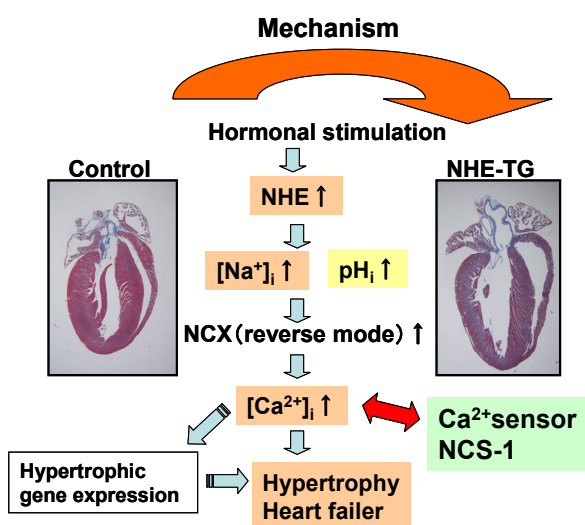 Mechanism
Hormonal stimulation
Control
NHE-TG
NHE ↑
[Na⁺]ᵢ ↑
pHᵢ ↑
NCX（reverse mode） ↑
[Ca²⁺]ᵢ ↑
Ca²⁺sensor
NCS-1
Hypertrophic
gene expression
Hypertrophy
Heart failer